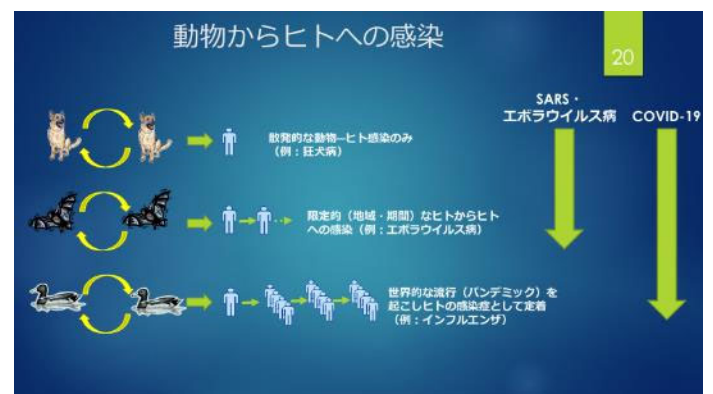 動物からヒトへの感染
20
SARS・
エボラウイルス病
COVID-19
散発的な動物―ヒト感染のみ
（例：狂犬病）
限定的（地域・期間）なヒトからヒト
への感染（例：エボラウイルス病）
世界的な流行（パンデミック）を
起こしヒトの感染症として定着
（例：インフルエンザ）